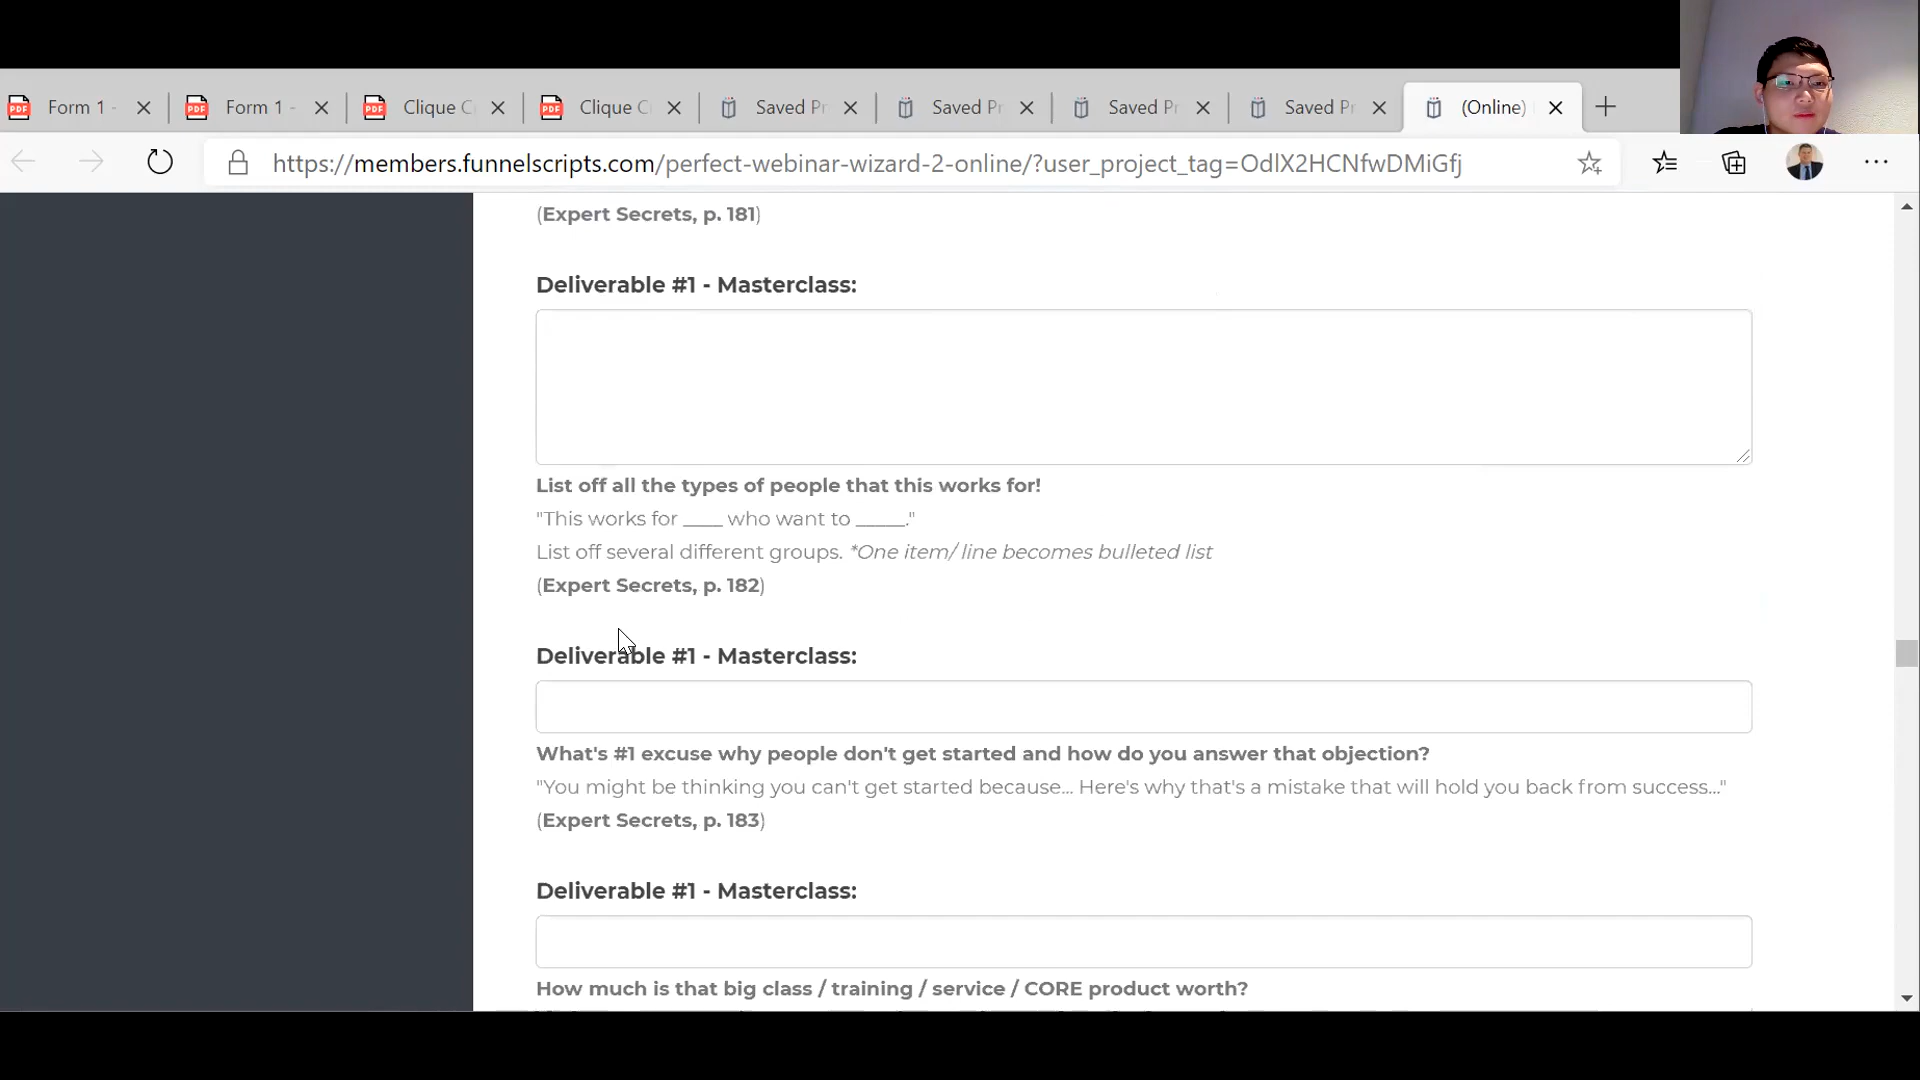 Form 1 -
Form 1 -
Clique C
Clique C
Saved Pr
Saved Pr
Saved Pr
Saved Pr
(Online)
https://members.funnelscripts.com/perfect-webinar-wizard-2-online/?user_project_tag=OdlX2HCNfwDMiGfj
(Expert Secrets, p. 181)
Deliverable #1 - Masterclass:
List off all the types of people that this works for!
"This works for ____ who want to _____."
List off several different groups. *One item/ line becomes bulleted list
(Expert Secrets, p. 182)
Deliverable #1 - Masterclass:
What's #1 excuse why people don't get started and how do you answer that objection?
"You might be thinking you can't get started because... Here's why that's a mistake that will hold you back from success..."
(Expert Secrets, p. 183)
Deliverable #1 - Masterclass:
How much is that big class / training / service / CORE product worth?